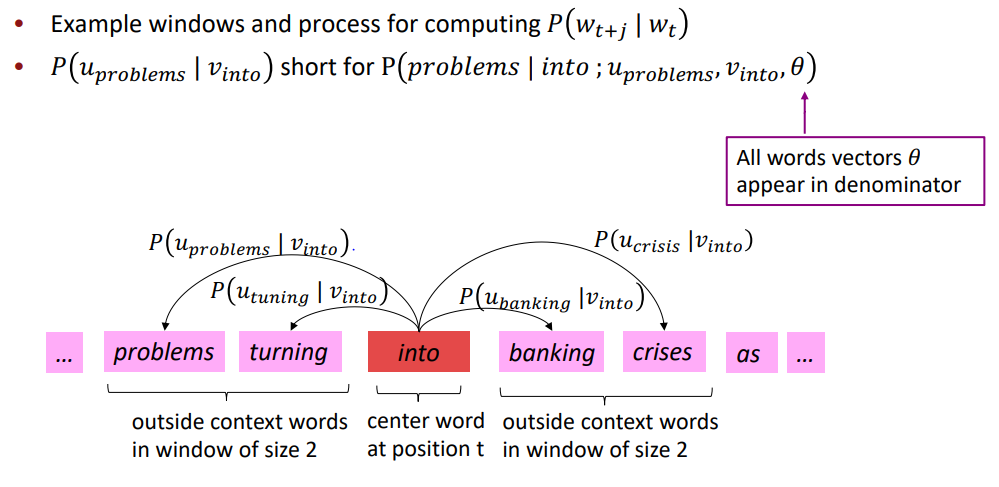 • Example windows and process for computing P(w_{t+j} | w_t)
• P(u_{problems} | v_{into}) short for P(problems | into ; u_{problems}, v_{into}, θ)
All words vectors θ
appear in denominator
P(u_{problems} | v_{into}).
P(u_{crisis} |v_{into})
P(u_{tuning} | v_{into})
P(u_{banking} |v_{into})
... problems turning into banking crises as ...
outside context words
in window of size 2
center word
at position t
outside context words
in window of size 2